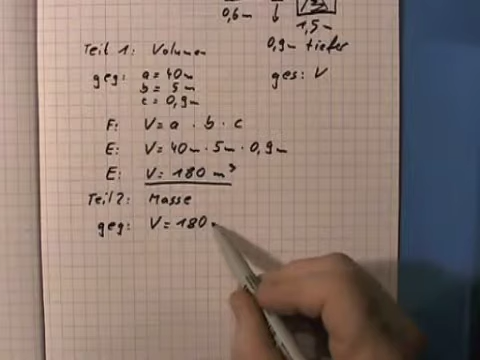 0,6m 6
1,5m
Teil 1: Volumen 0,9m tiefer
geg: a = 40m ges: V
b = 5m
c = 0,9m
F: V = a · b · c
E: V = 40m · 5m · 0,9m
E: V = 180 m³
Teil 2: Masse
geg: V = 180